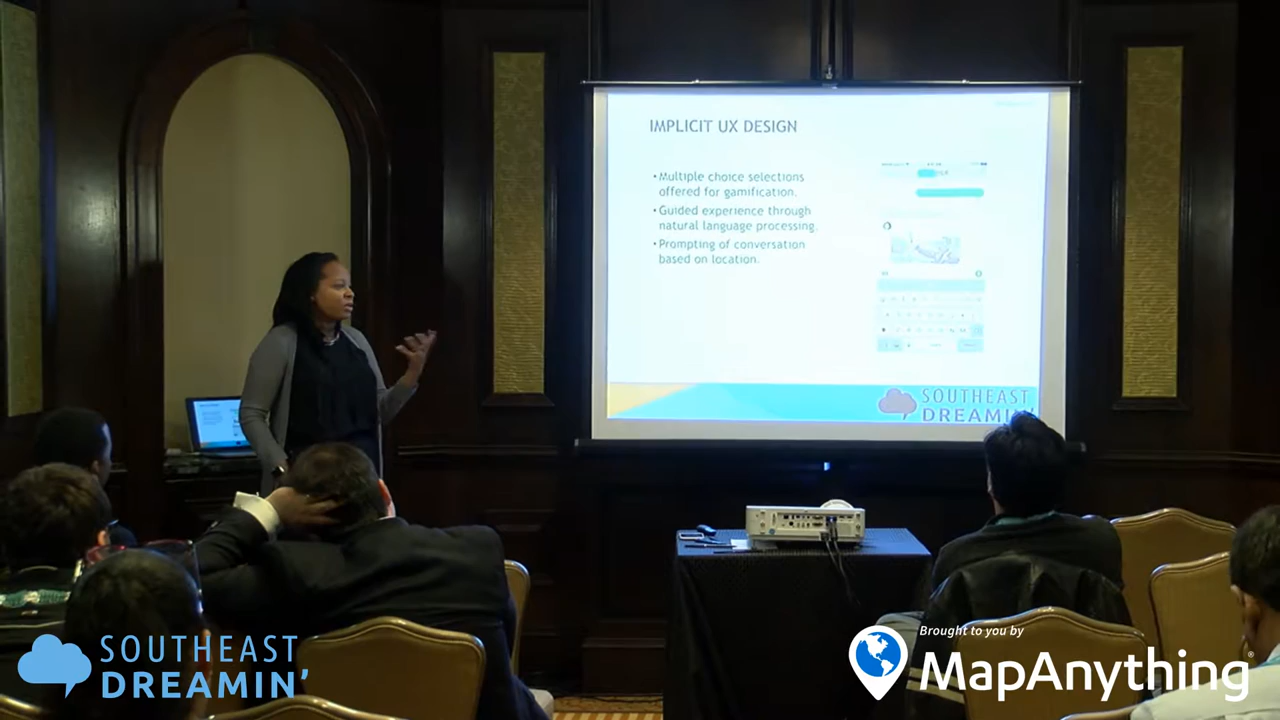 IMPLICIT UX DESIGN
• Multiple choice selections
offered for gamification.
• Guided experience through
natural language processing.
• Prompting of conversation
based on location.
SOUTHEAST
DREAMIN'
SOUTHEAST
DREAMIN'
Brought to you by
MapAnything®